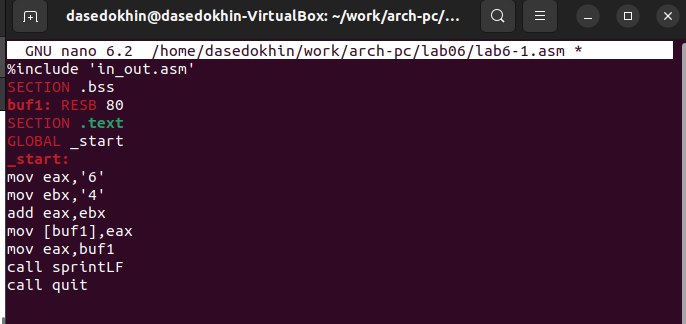 dasedokhin@dasedokhin-VirtualBox: ~/work/arch-pc/...
GNU nano 6.2 /home/dasedokhin/work/arch-pc/lab06/lab6-1.asm *
%include 'in_out.asm'
SECTION .bss
buf1: RESB 80
SECTION .text
GLOBAL _start
_start:
mov eax,'6'
mov ebx,'4'
add eax,ebx
mov [buf1],eax
mov eax,buf1
call sprintLF
call quit